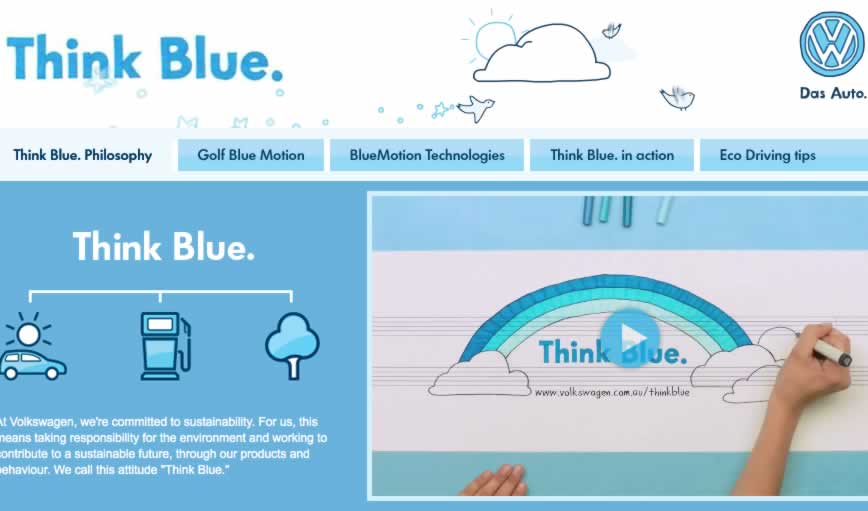 Think Blue.
Das Auto.
Think Blue. Philosophy
Golf Blue Motion
BlueMotion Technologies
Think Blue. in action
Eco Driving tips
Think Blue.
At Volkswagen, we're committed to sustainability. For us, this
means taking responsibility for the environment and working to
contribute to a sustainable future, through our products and
behaviour. We call this attitude "Think Blue."
Think Blue.
www.volkswagen.com.au/thinkblue